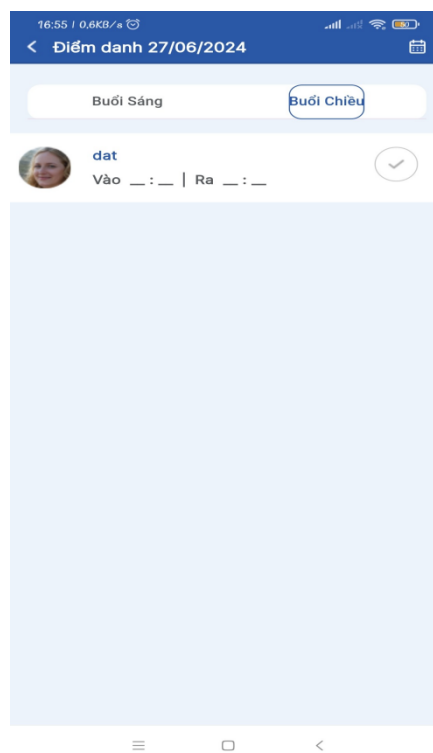 16:55 | 0,6KB/s
60
Điểm danh 27/06/2024
Buổi Sáng
Buổi Chiều
dat
Vào __:__ | Ra __:__